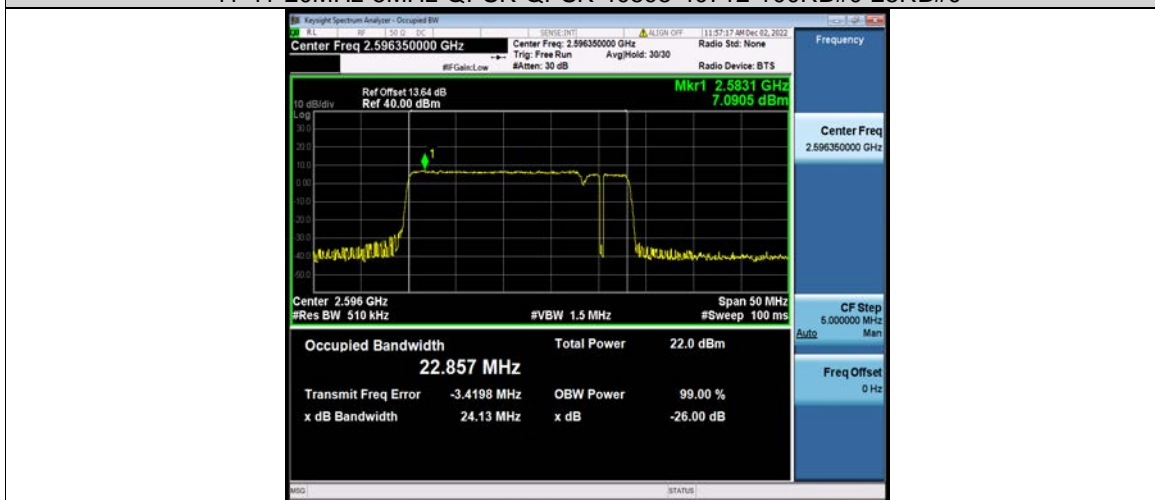 Keysight Spectrum Analyzer - Occupied BW
RL RF 50 Ω DC SENSE:INT ALIGN OFF 11:57:17 AM Dec 02, 2022
Center Freq 2.596350000 GHz
Center Freq: 2.596350000 GHz
Radio Std: None
Trig: Free Run Avg|Hold: 30/30
#IFGain:Low #Atten: 30 dB Radio Device: BTS
Frequency
Ref Offset 13.64 dB
Mkr1 2.5831 GHz
10 dB/div Ref 40.00 dBm 7.0905 dBm
Log
30.0
20.0
10.0
0.00
-10.0
-20.0
-30.0
-40.0
-50.0
1
Center Freq
2.596350000 GHz
Center 2.596 GHz Span 50 MHz
#Res BW 510 kHz #VBW 1.5 MHz #Sweep 100 ms
CF Step
5.000000 MHz
Auto Man
Occupied Bandwidth Total Power 22.0 dBm
22.857 MHz
Transmit Freq Error -3.4198 MHz OBW Power 99.00 %
x dB Bandwidth 24.13 MHz x dB -26.00 dB
Freq Offset
0 Hz
MSG STATUS